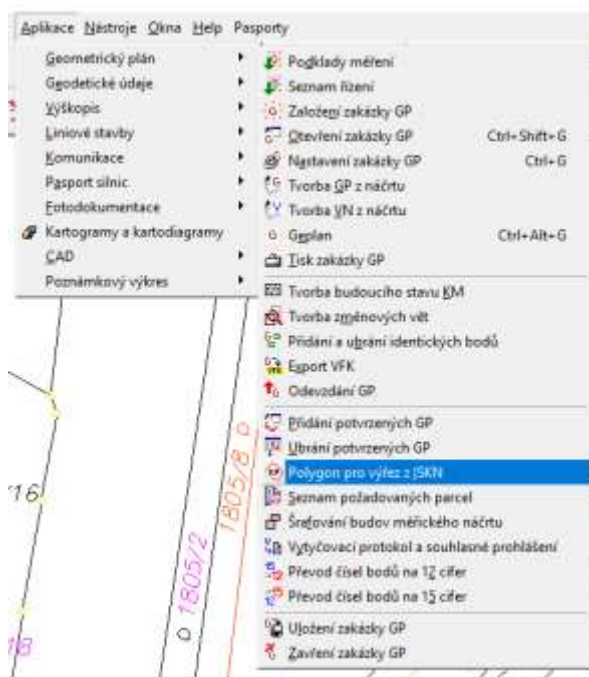 Aplikace Nástroje Okna Help Pasporty
Geometrický plán
Geodetické údaje
Výškopis
Liniové stavby
Komunikace
Pasport silnic
Fotodokumentace
Kartogramy a kartodiagramy
CAD
Poznámkový výkres
Podklady měření
Seznam řízení
Založení zakázky GP
Otevření zakázky GP Ctrl+Shift+G
Nastavení zakázky GP Ctrl+G
Tvorba GP z náčrtu
Tvorba VN z náčrtu
Geplan Ctrl+Alt+G
Tisk zakázky GP
Tvorba budoucího stavu KM
Tvorba změnových vět
Přidání a ubrání identických bodů
Export VFK
Odevzdání GP
Přidání potvrzených GP
Ubrání potvrzených GP
Polygon pro výřez z ISKN
Seznam požadovaných parcel
Šrafování budov měřického náčrtu
Vytyčovací protokol a souhlasné prohlášení
Převod čísel bodů na 12 cifer
Převod čísel bodů na 15 cifer
Uložení zakázky GP
Zavření zakázky GP
16
18
1805/2
1805/8